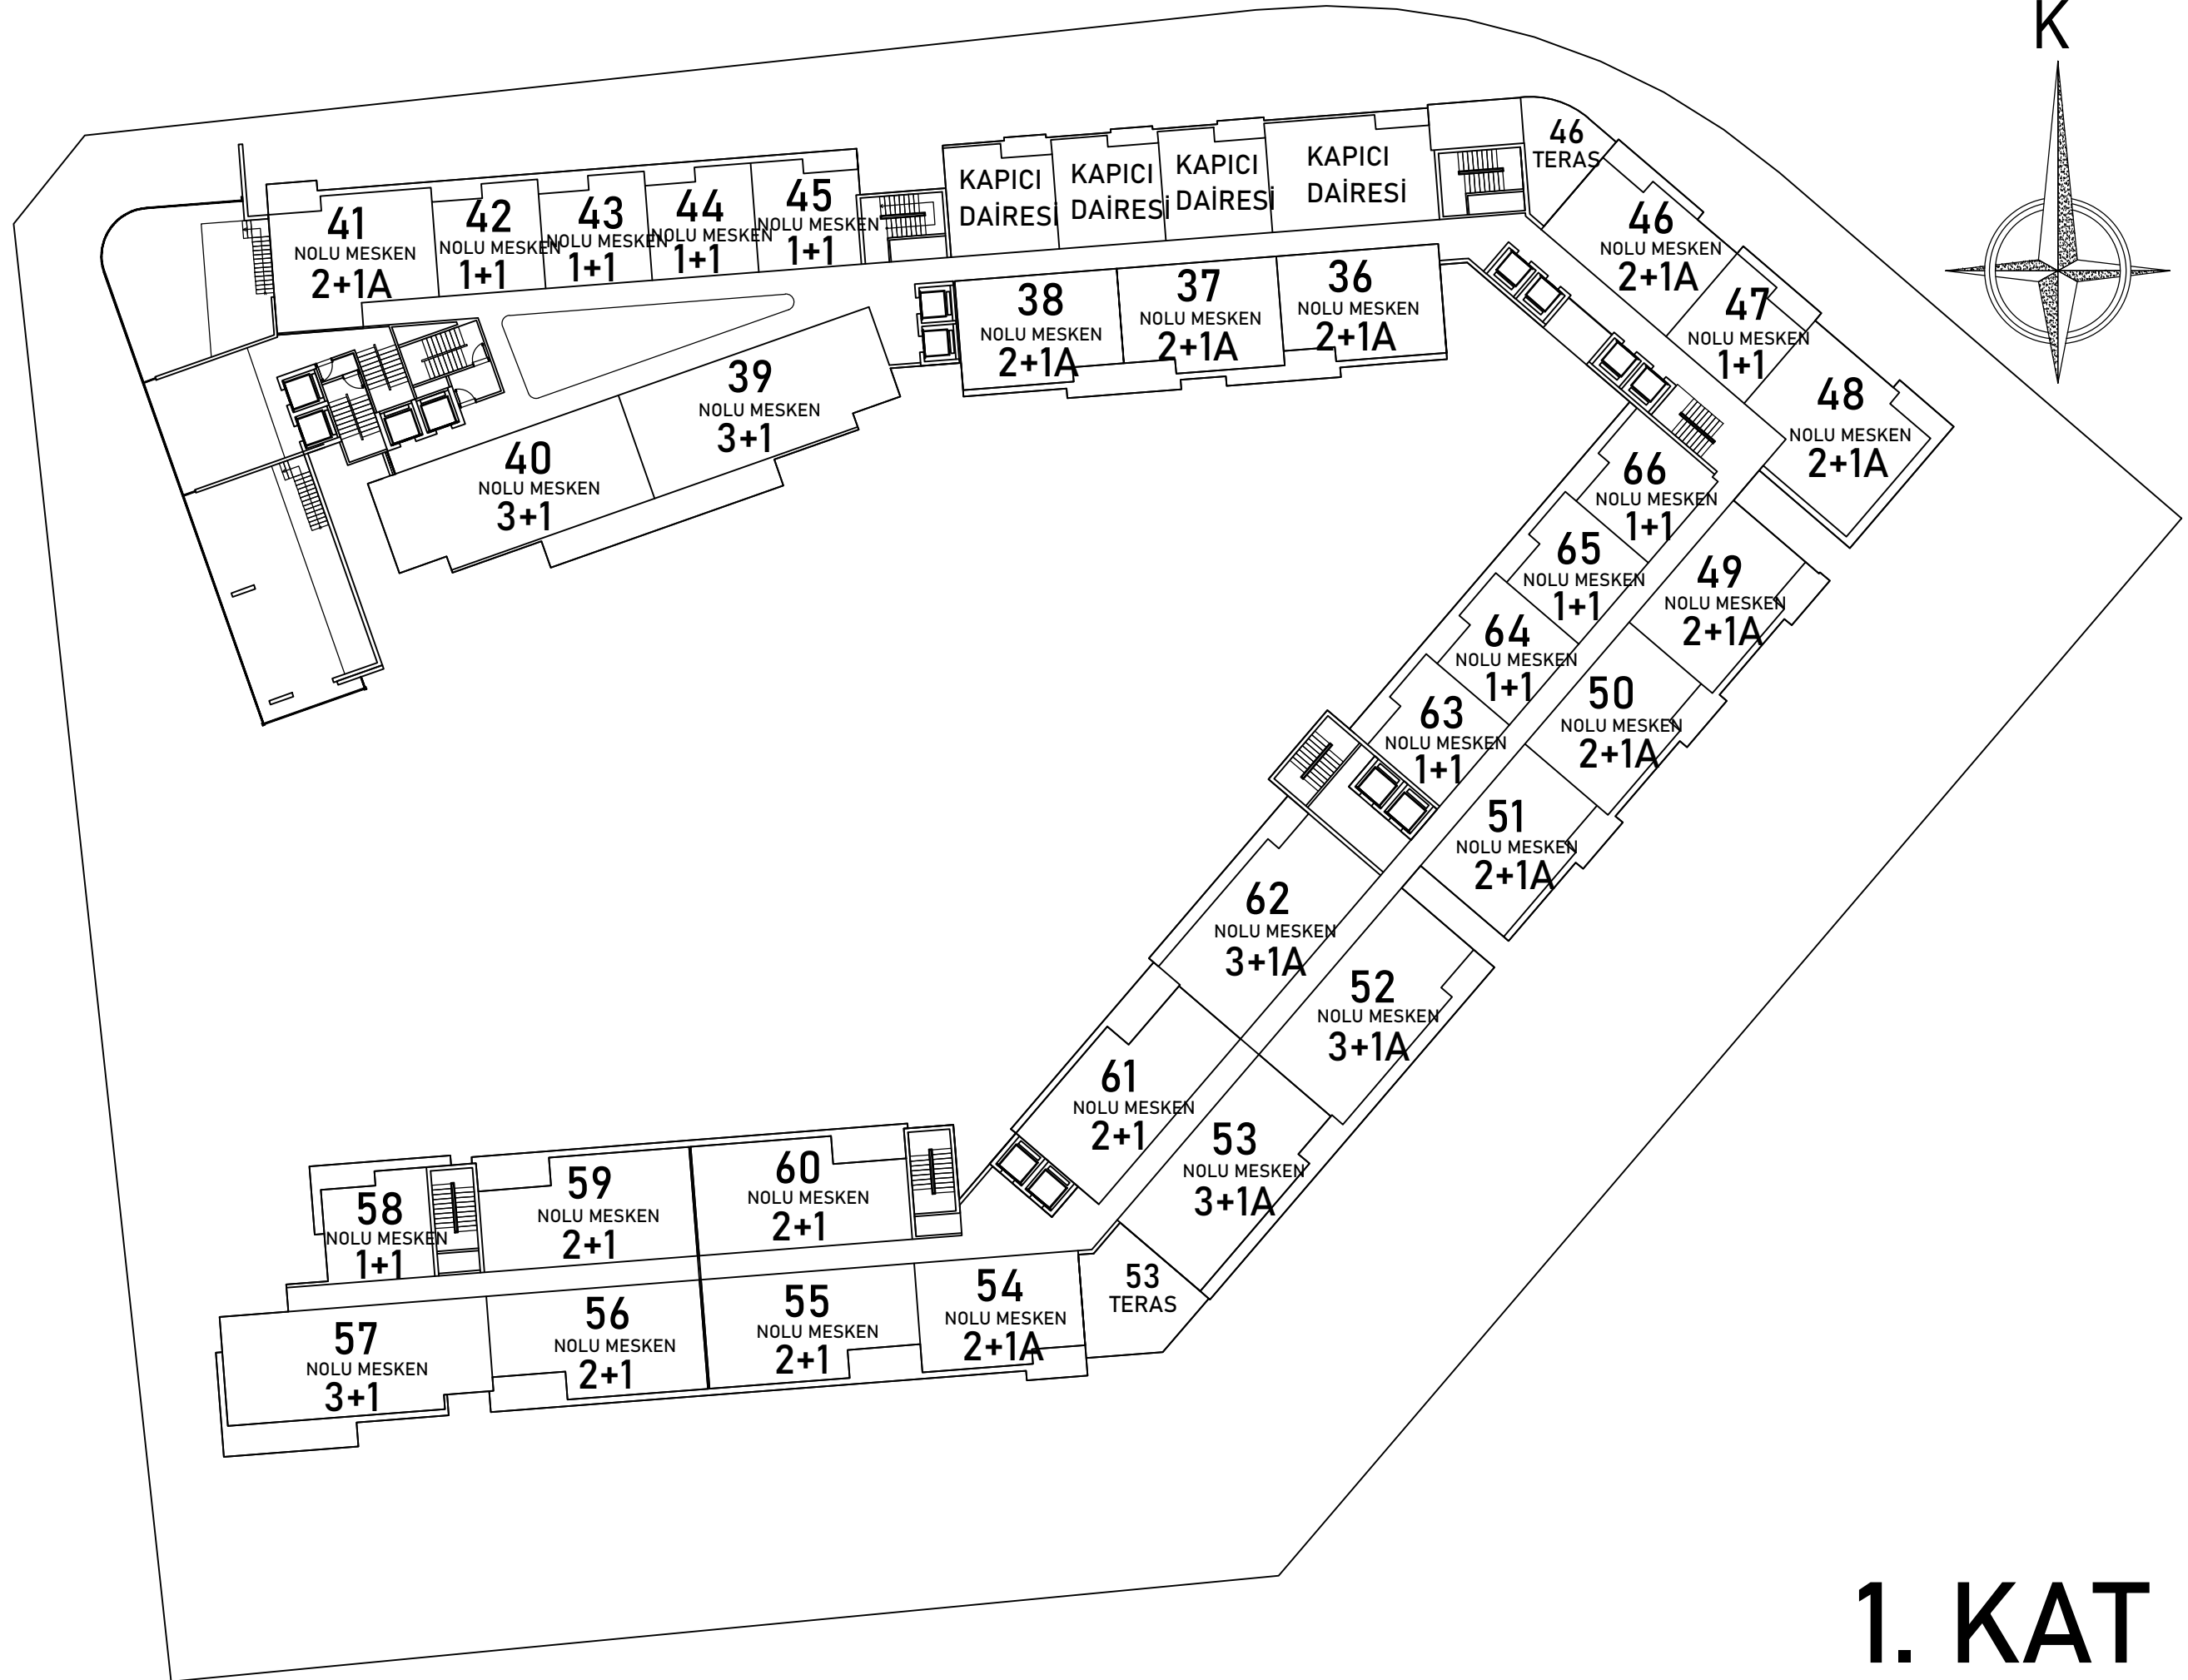 K
46
TERAS
KAPICI
DAİRESİ
KAPICI
DAİRESİ
KAPICI
DAİRESİ
KAPICI
DAİRESİ
41
NOLU MESKEN
2+1A
42
NOLU MESKEN
1+1
43
NOLU MESKEN
1+1
44
NOLU MESKEN
1+1
45
NOLU MESKEN
1+1
46
NOLU MESKEN
2+1A
38
NOLU MESKEN
2+1A
37
NOLU MESKEN
2+1A
36
NOLU MESKEN
2+1A
47
NOLU MESKEN
1+1
39
NOLU MESKEN
3+1
48
NOLU MESKEN
2+1A
40
NOLU MESKEN
3+1
66
NOLU MESKEN
1+1
65
NOLU MESKEN
1+1
49
NOLU MESKEN
2+1A
64
NOLU MESKEN
1+1
50
NOLU MESKEN
2+1A
63
NOLU MESKEN
1+1
51
NOLU MESKEN
2+1A
62
NOLU MESKEN
3+1A
52
NOLU MESKEN
3+1A
61
NOLU MESKEN
2+1
53
NOLU MESKEN
3+1A
58
NOLU MESKEN
1+1
59
NOLU MESKEN
2+1
60
NOLU MESKEN
2+1
53
TERAS
57
NOLU MESKEN
3+1
56
NOLU MESKEN
2+1
55
NOLU MESKEN
2+1
54
NOLU MESKEN
2+1A
1. KAT